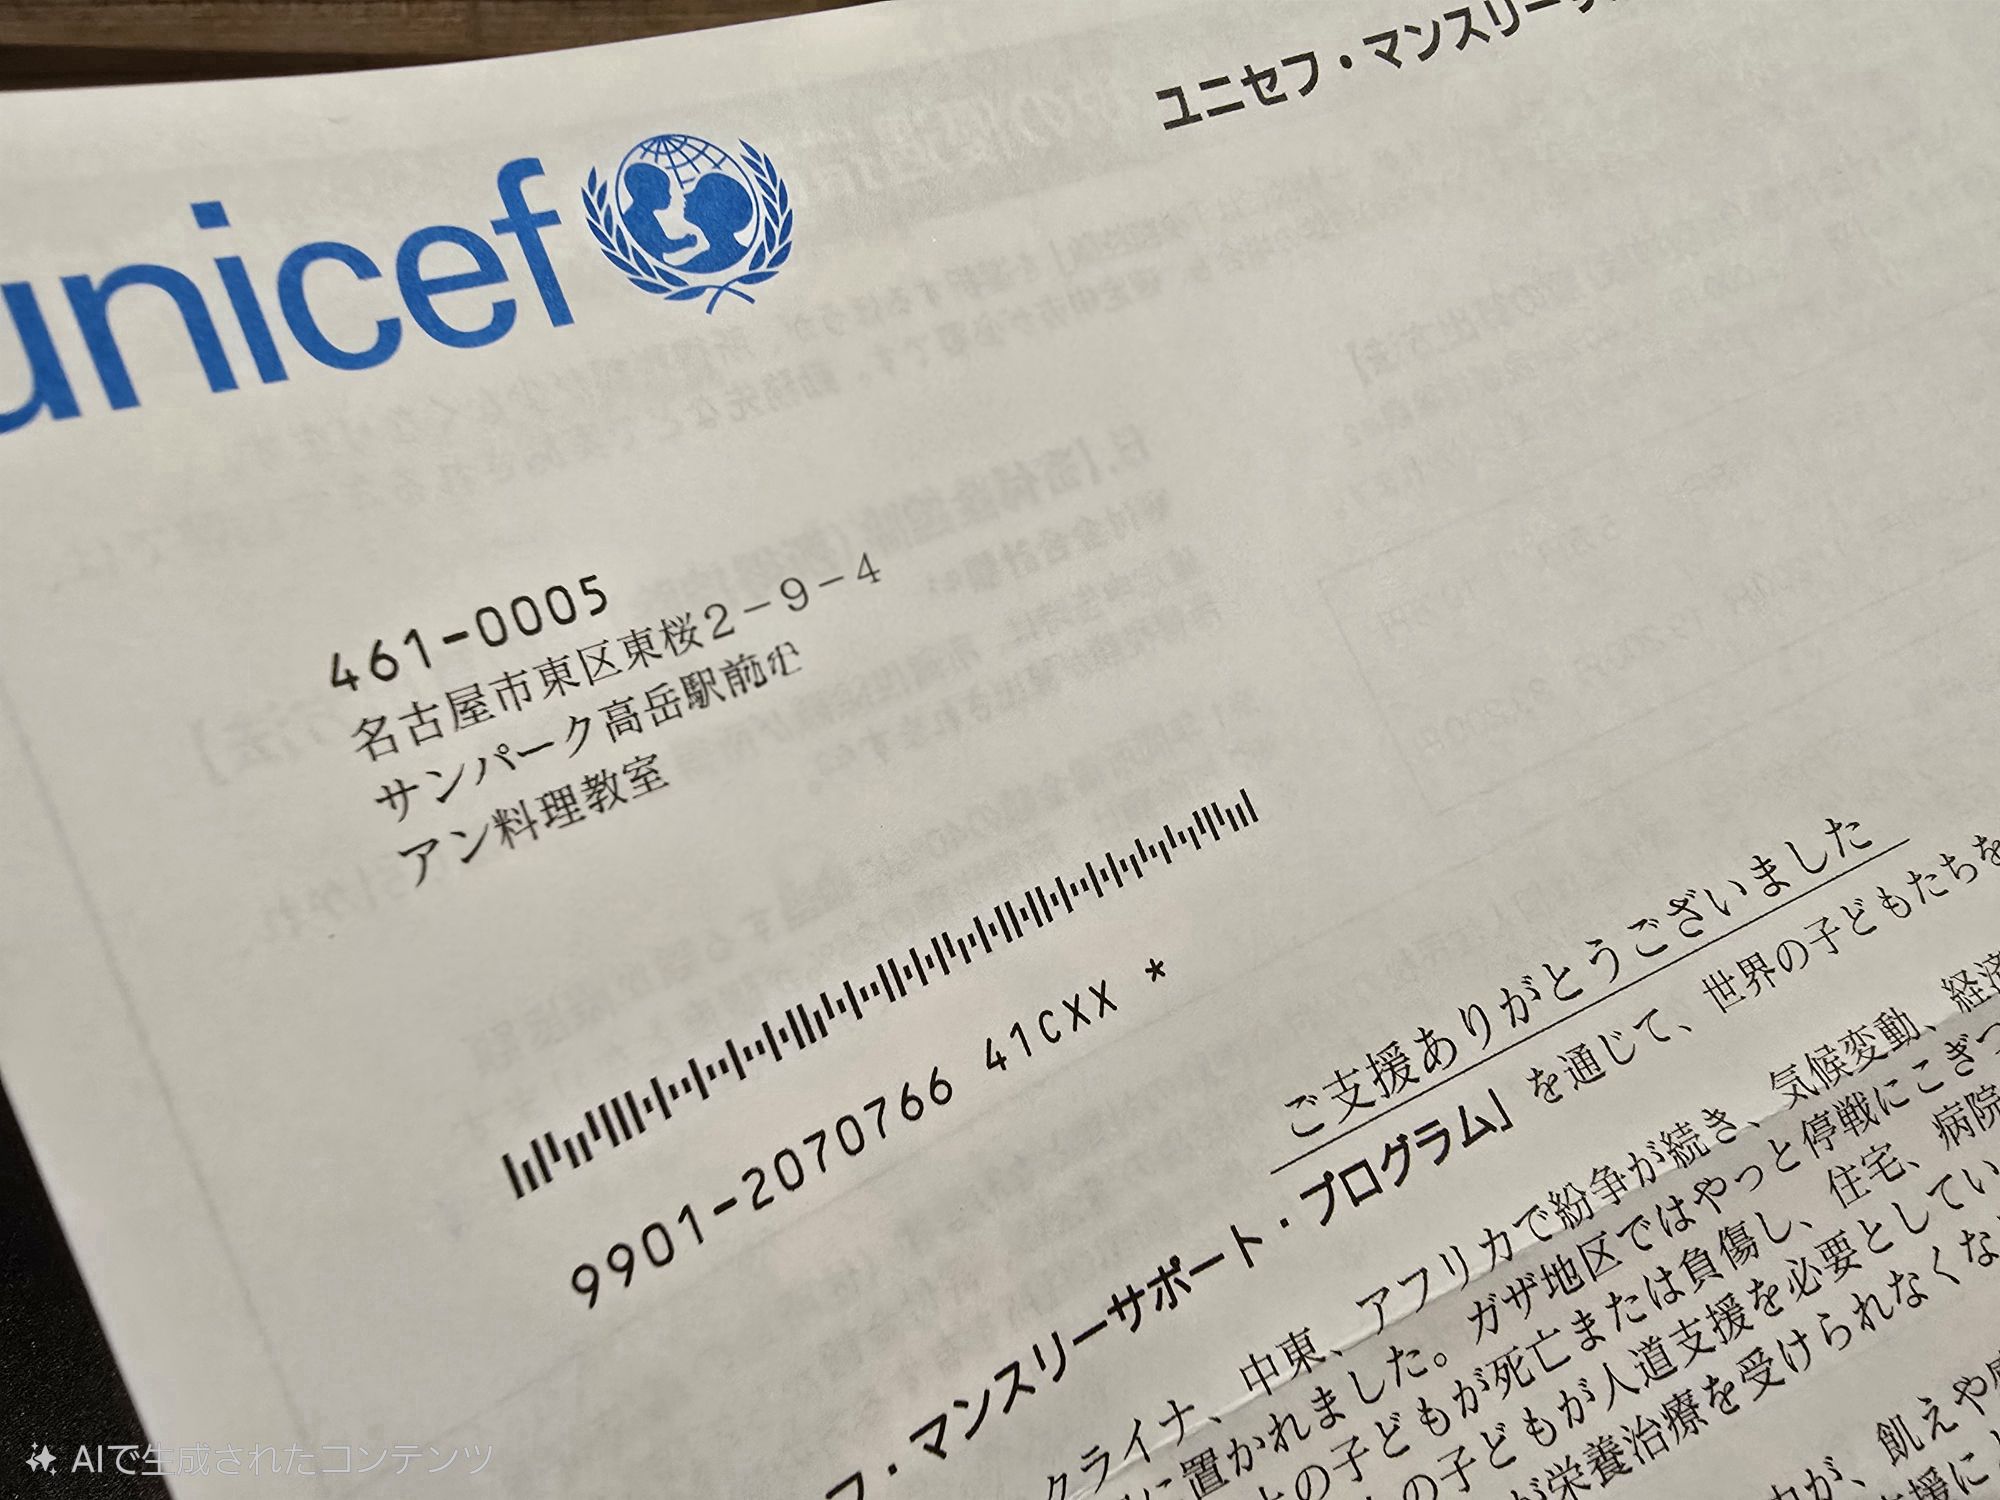 ユニセフ・マンスリー
unicef
461-0005
名古屋市東区東桜2-9-4
サンパーク高岳駅前
アン料理教室
9901-2070766 41CXX *
ご支援ありがとうございました
フ・マンスリーサポート・プログラム」を通じて、世界の子どもたちを
クライナ、中東、アフリカで紛争が続き、気候変動、経済
に置かれました。ガザ地区ではやっと停戦にこぎつ
の子どもが死亡または負傷し、住宅、病院
の子どもが人道支援を必要としてい
が栄養治療を受けられなくな
が、飢えや
AIで生成されたコンテンツ